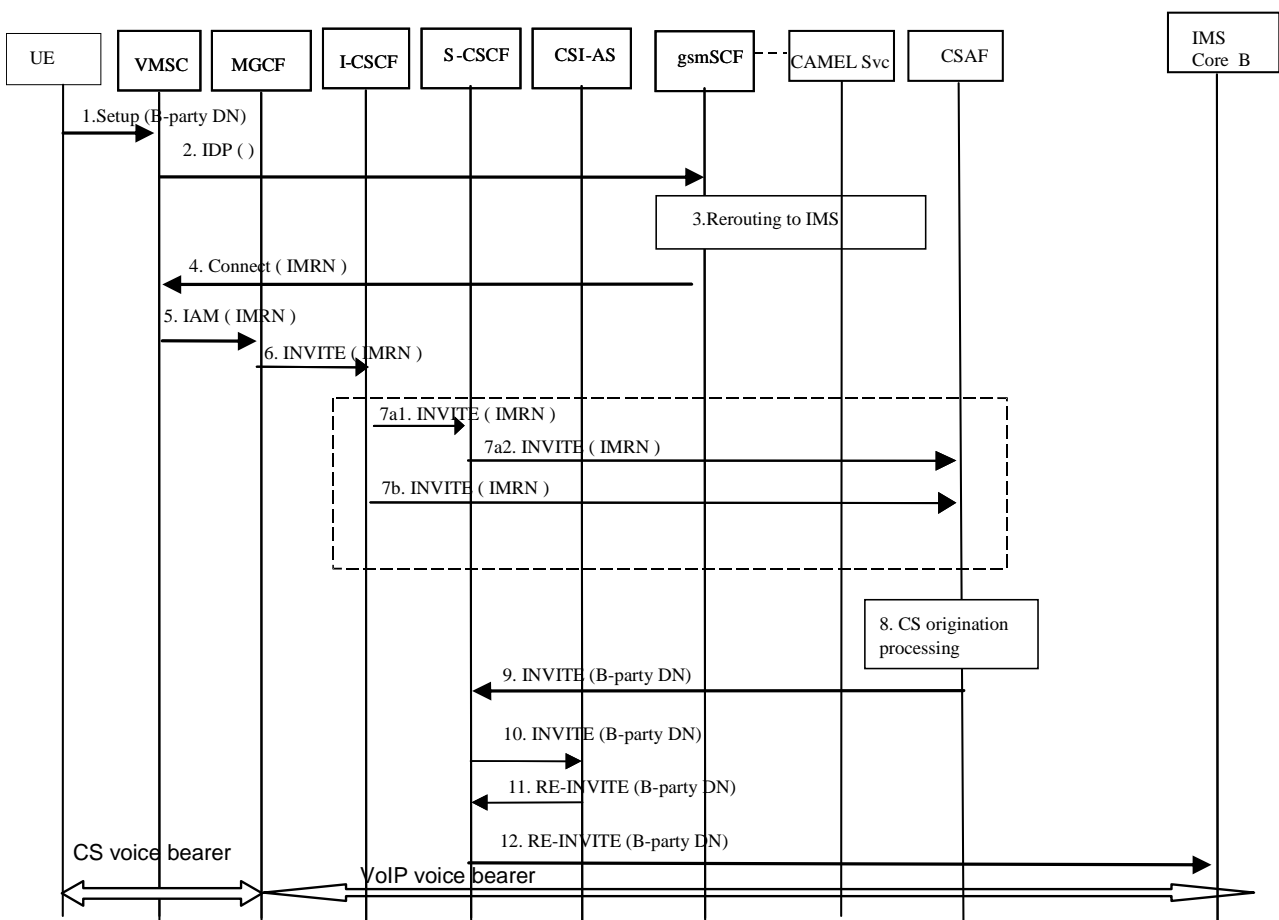 UE
VMSC
MGCF
I-CSCF
S-CSCF
CSI-AS
gsmSCF
CAMEL Svc
CSAF
IMS
Core B
1.Setup (B-party DN)
2. IDP ( )
3.Rerouting to IMS
4. Connect ( IMRN )
5. IAM ( IMRN )
6. INVITE ( IMRN )
7a1. INVITE ( IMRN )
7a2. INVITE ( IMRN )
7b. INVITE ( IMRN )
8. CS origination
processing
9. INVITE (B-party DN)
10. INVITE (B-party DN)
11. RE-INVITE (B-party DN)
12. RE-INVITE (B-party DN)
CS voice bearer
VoIP voice bearer